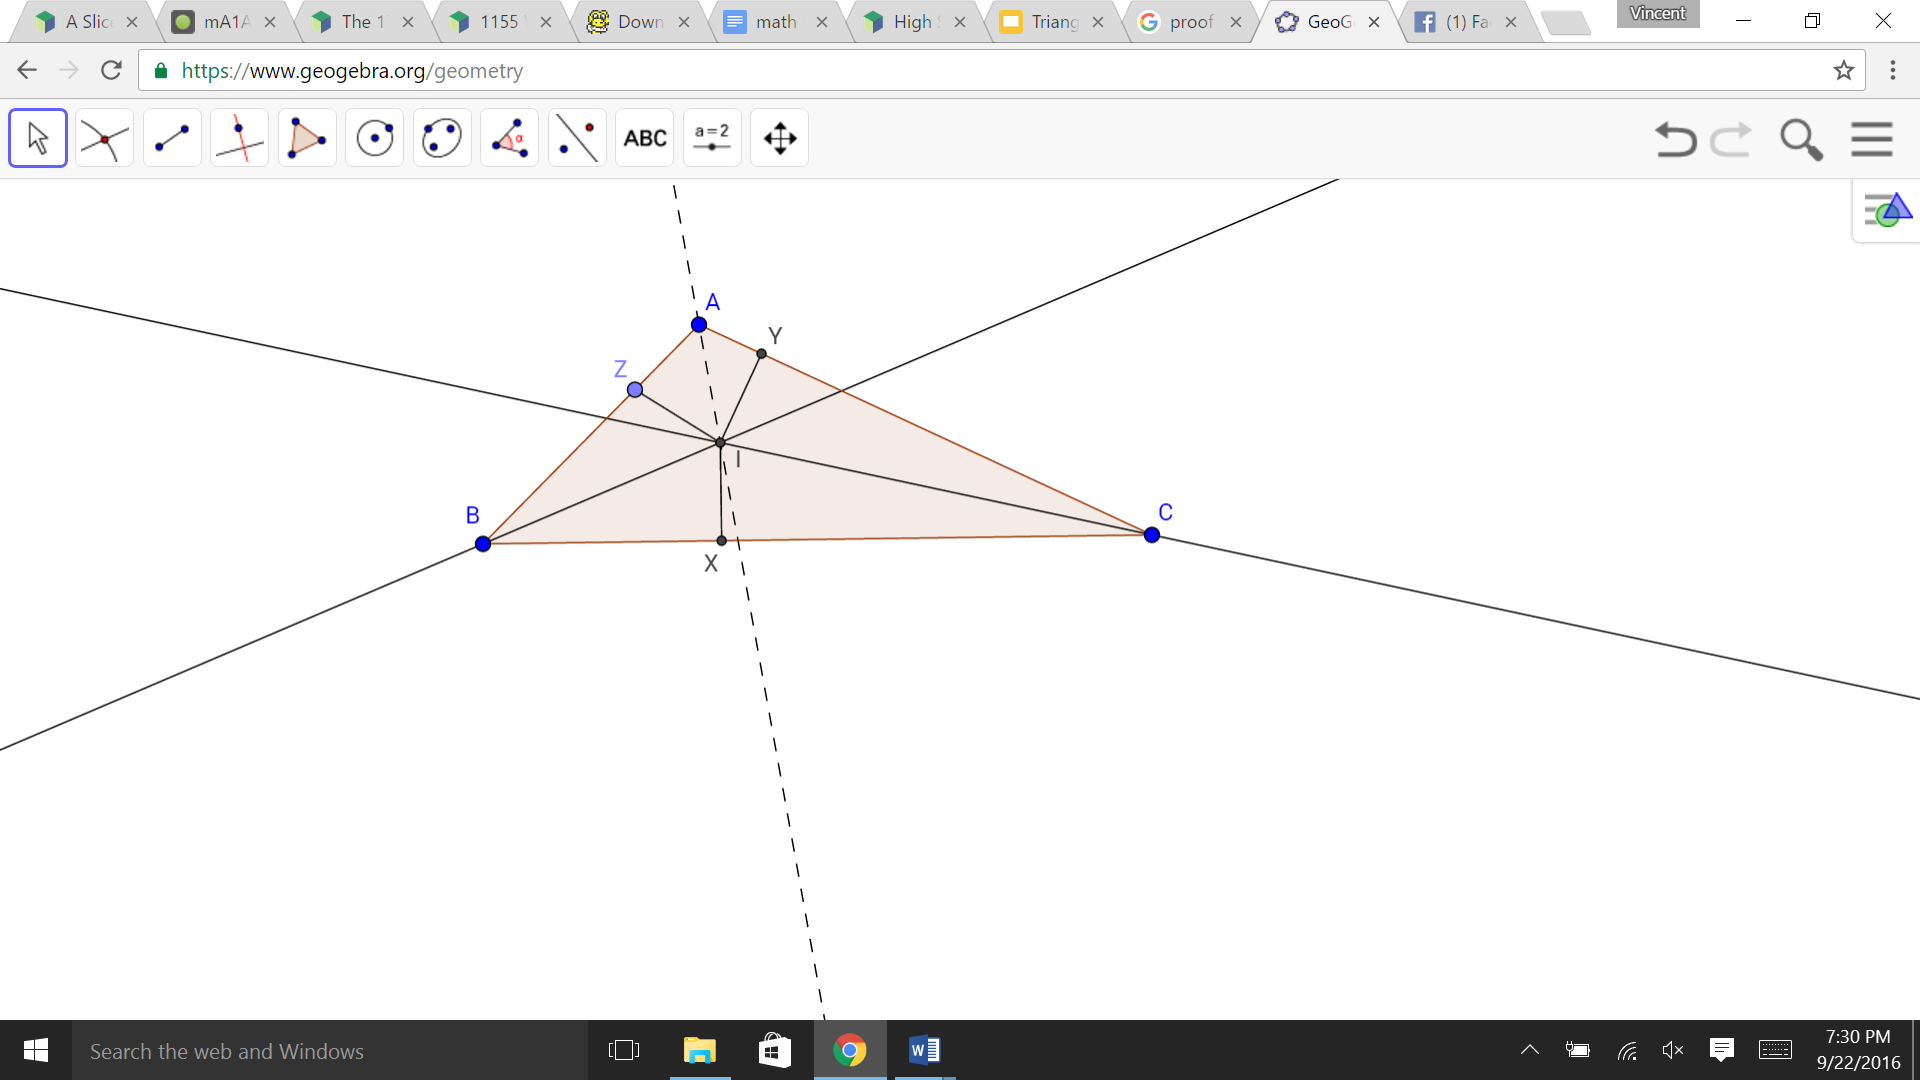 A Slic
mA1A
The 1
1155
Down
math
High
Triang
proof
GeoG
(1) Fa
Vincent
https://www.geogebra.org/geometry
α
ABC
a=2
A
Y
Z
I
B
C
X
Search the web and Windows
7:30 PM
9/22/2016